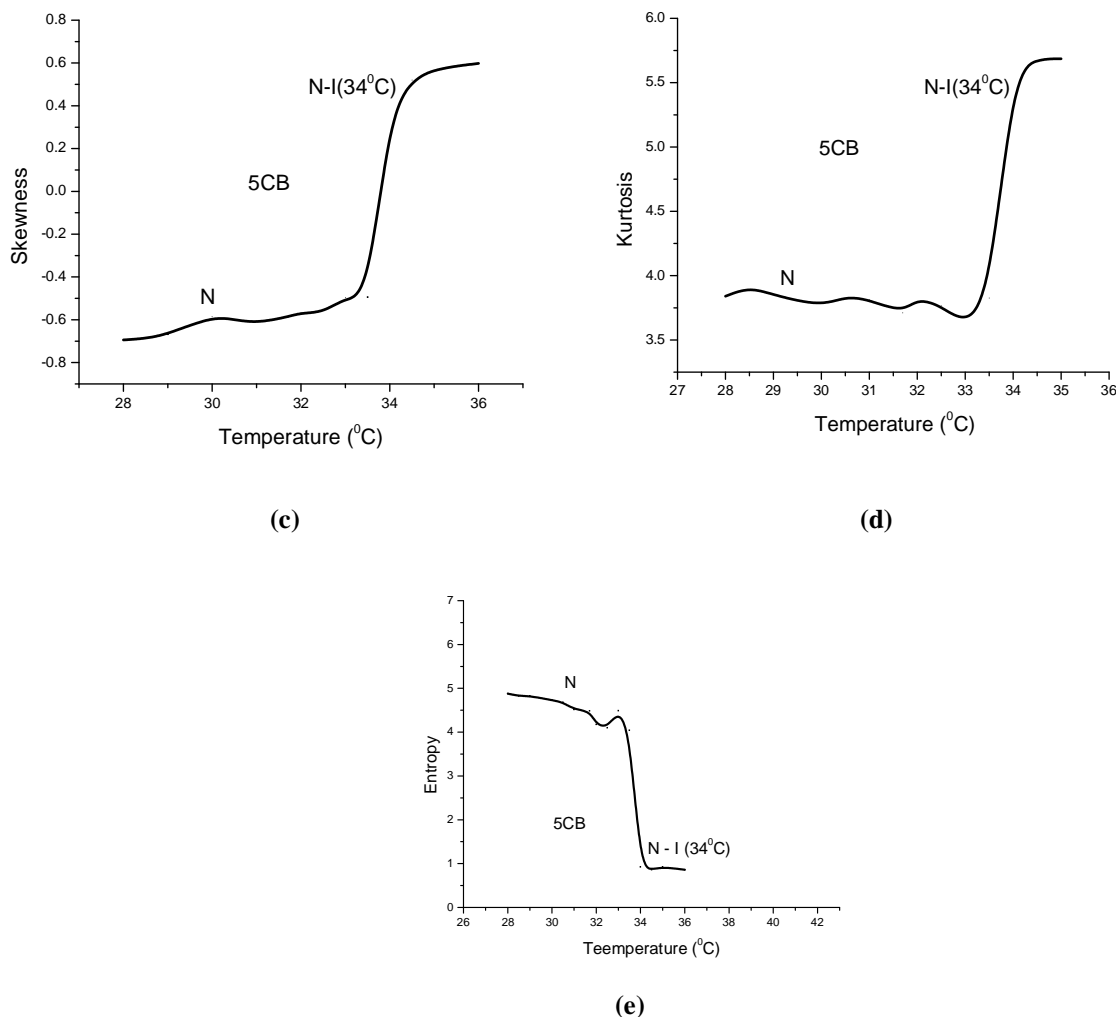 0.8
0.6
0.4
0.2
0.0
-0.2
-0.4
-0.6
-0.8
Skewness
N-I(34⁰C)
5CB
N
28 30 32 34 36
Temperature (⁰C)
(c)
6.0
5.5
5.0
4.5
4.0
3.5
Kurtosis
N-I(34⁰C)
5CB
N
27 28 29 30 31 32 33 34 35 36
Temperature (⁰C)
(d)
7
6
5
4
3
2
1
0
Entropy
N
5CB
N - I (34⁰C)
26 28 30 32 34 36 38 40 42
Teemperature (⁰C)
(e)